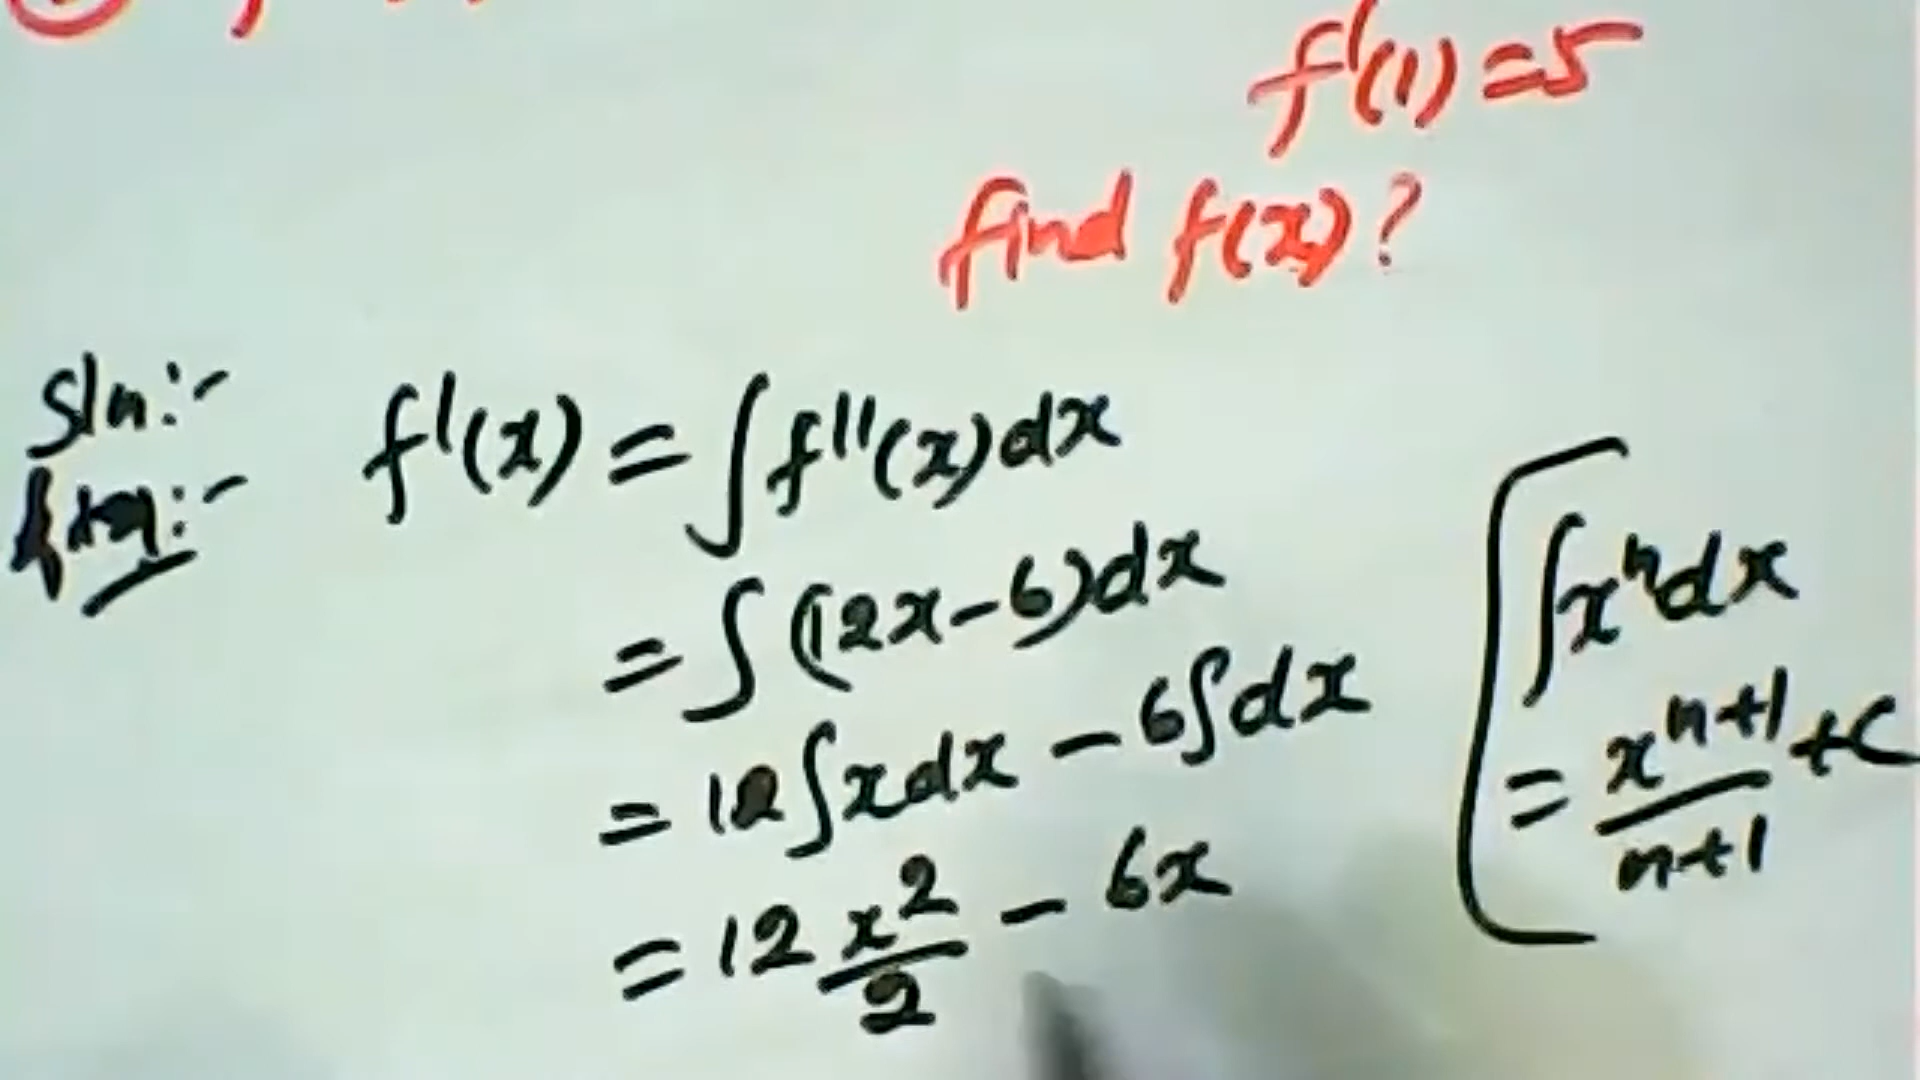 f'(1) = 5
find f(x)?
Sln:-
f'(x) = ∫f''(x)dx
= ∫(12x-6)dx
= 12∫xdx - 6∫dx
= 12 x²/2 - 6x
∫xⁿdx
= xⁿ⁺¹/n+1 + C